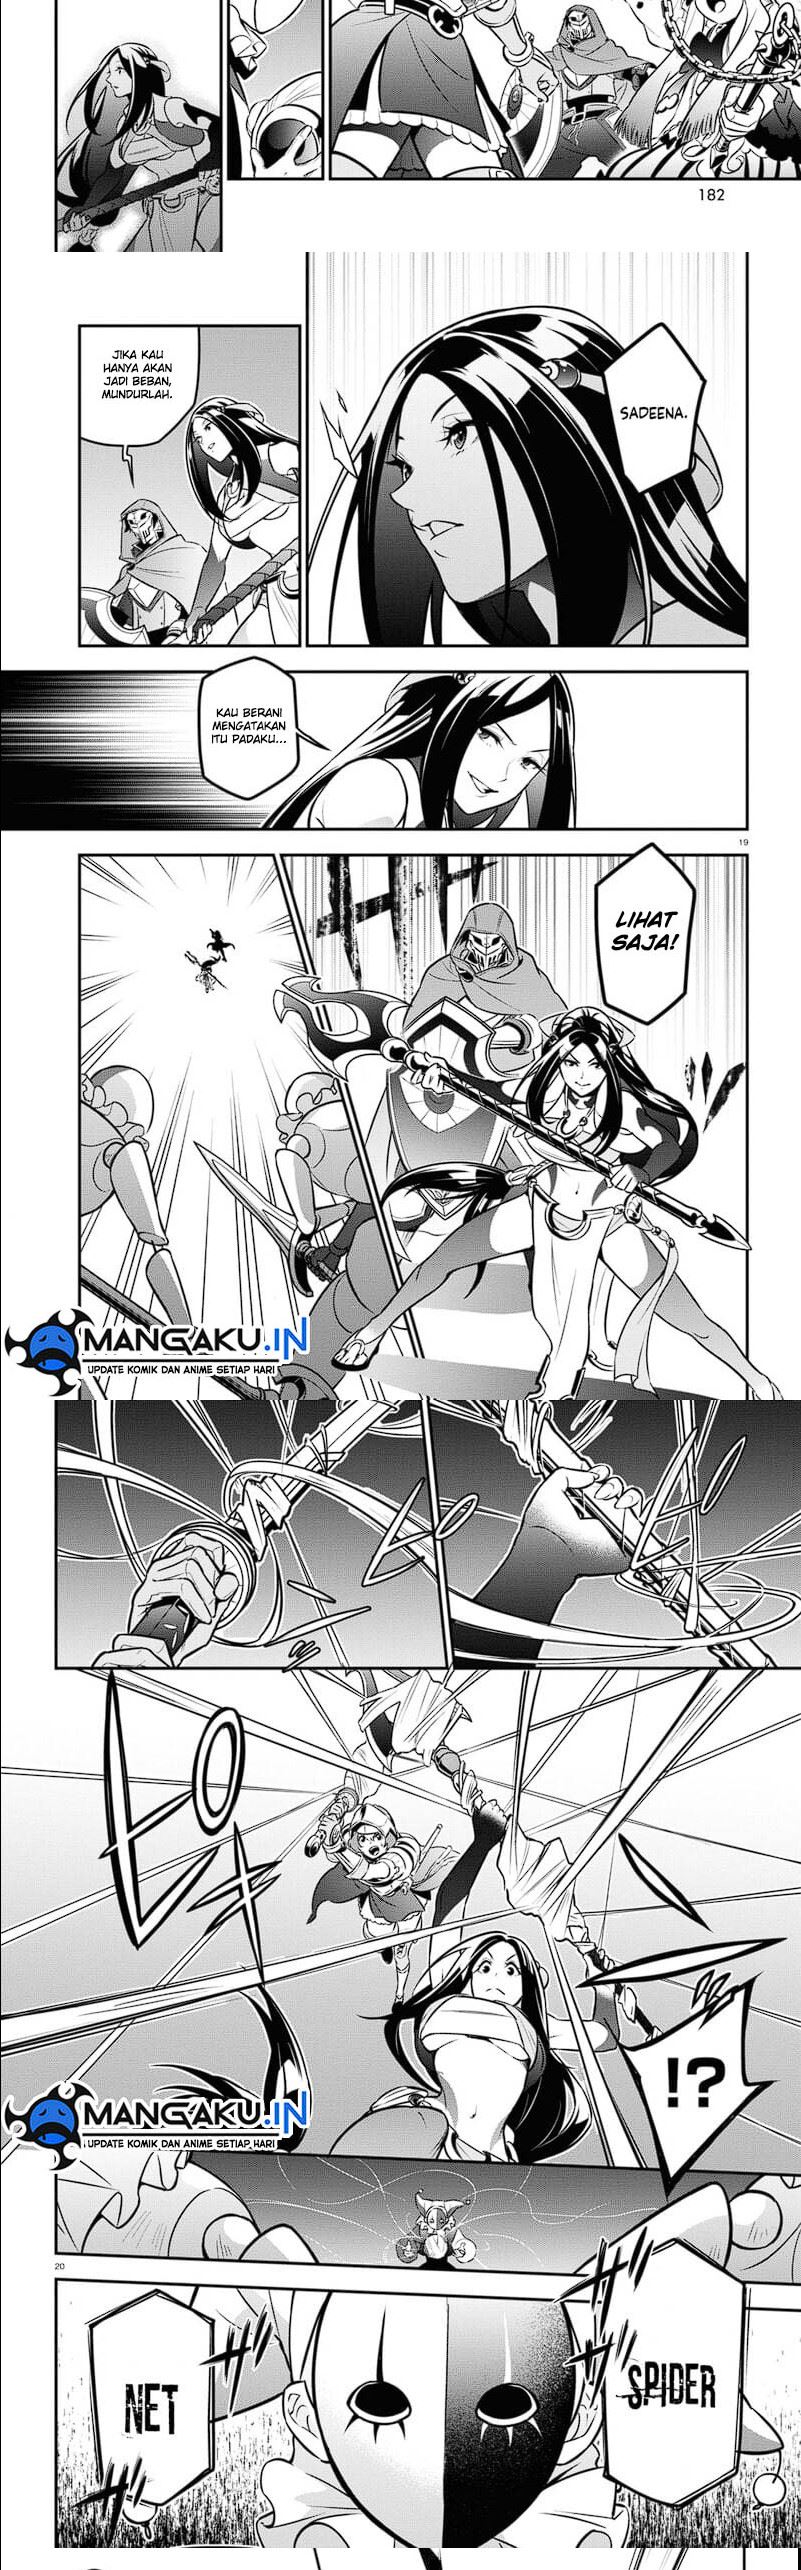 182
SADEENA.
JIKA KAU
HANYA AKAN
JADI BEBAN,
MUNDURLAH.
KAU BERANI
MENGATAKAN
ITU PADAKU...
19
LIHAT
SAJA!
MANGAKU.IN
UPDATE KOMIK DAN ANIME SETIAP HARI
!?
MANGAKU.IN
UPDATE KOMIK DAN ANIME SETIAP HARI
20
SPIDER
NET